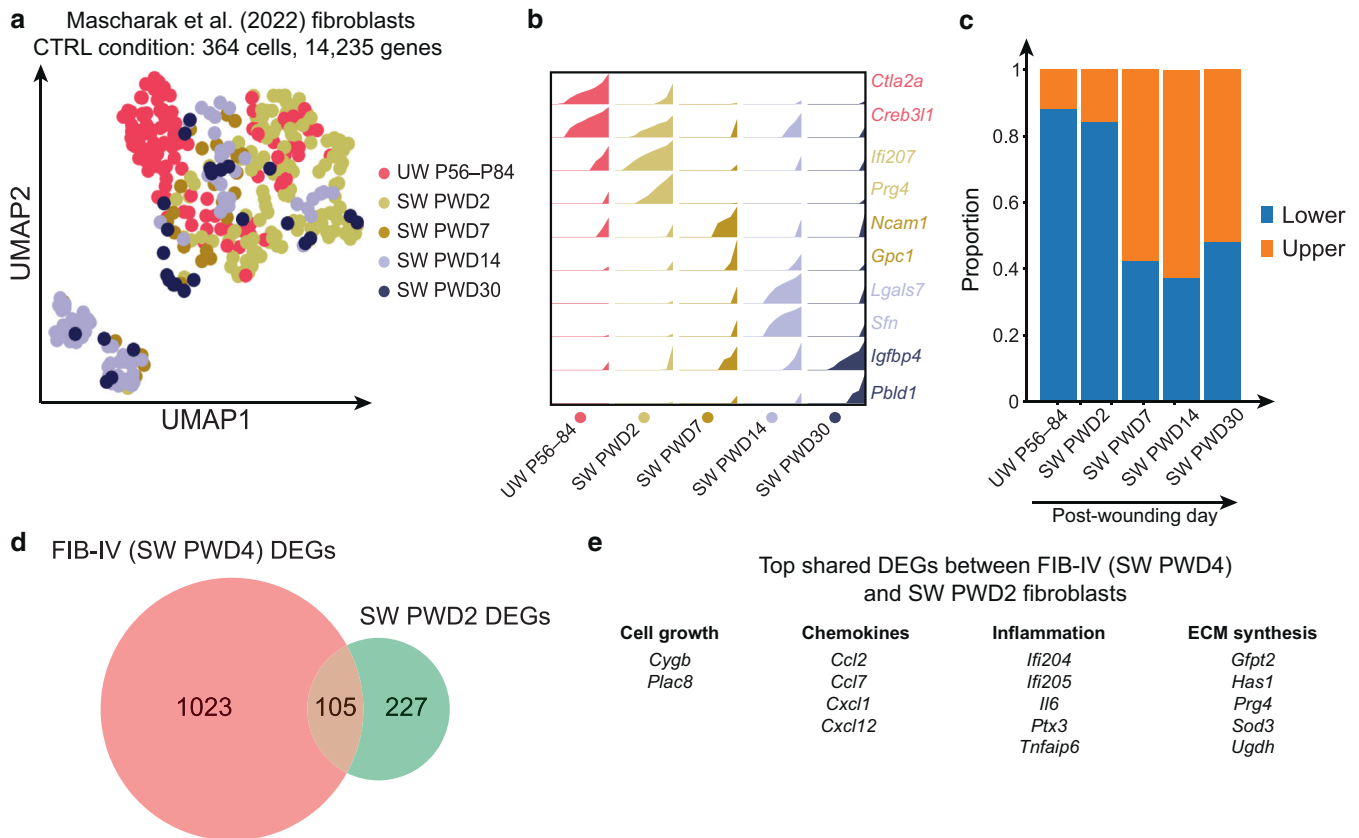 a
Mascharak et al. (2022) fibroblasts
CTRL condition: 364 cells, 14,235 genes
UMAP2
UMAP1
UW P56–P84
SW PWD2
SW PWD7
SW PWD14
SW PWD30
b
Ctla2a
Creb3l1
Ifi207
Prg4
Ncam1
Gpc1
Lgals7
Sfn
Igfbp4
Pbld1
UW P56–84
SW PWD2
SW PWD7
SW PWD14
SW PWD30
c
Proportion
1
0.8
0.6
0.4
0.2
0
UW P56–84
SW PWD2
SW PWD7
SW PWD14
SW PWD30
Post-wounding day
Lower
Upper
d
FIB-IV (SW PWD4) DEGs
SW PWD2 DEGs
1023
105
227
e
Top shared DEGs between FIB-IV (SW PWD4)
and SW PWD2 fibroblasts
Cell growth
Cygb
Plac8
Chemokines
Ccl2
Ccl7
Cxcl1
Cxcl12
Inflammation
Ifi204
Ifi205
Il6
Ptx3
Tnfaip6
ECM synthesis
Gfpt2
Has1
Prg4
Sod3
Ugdh